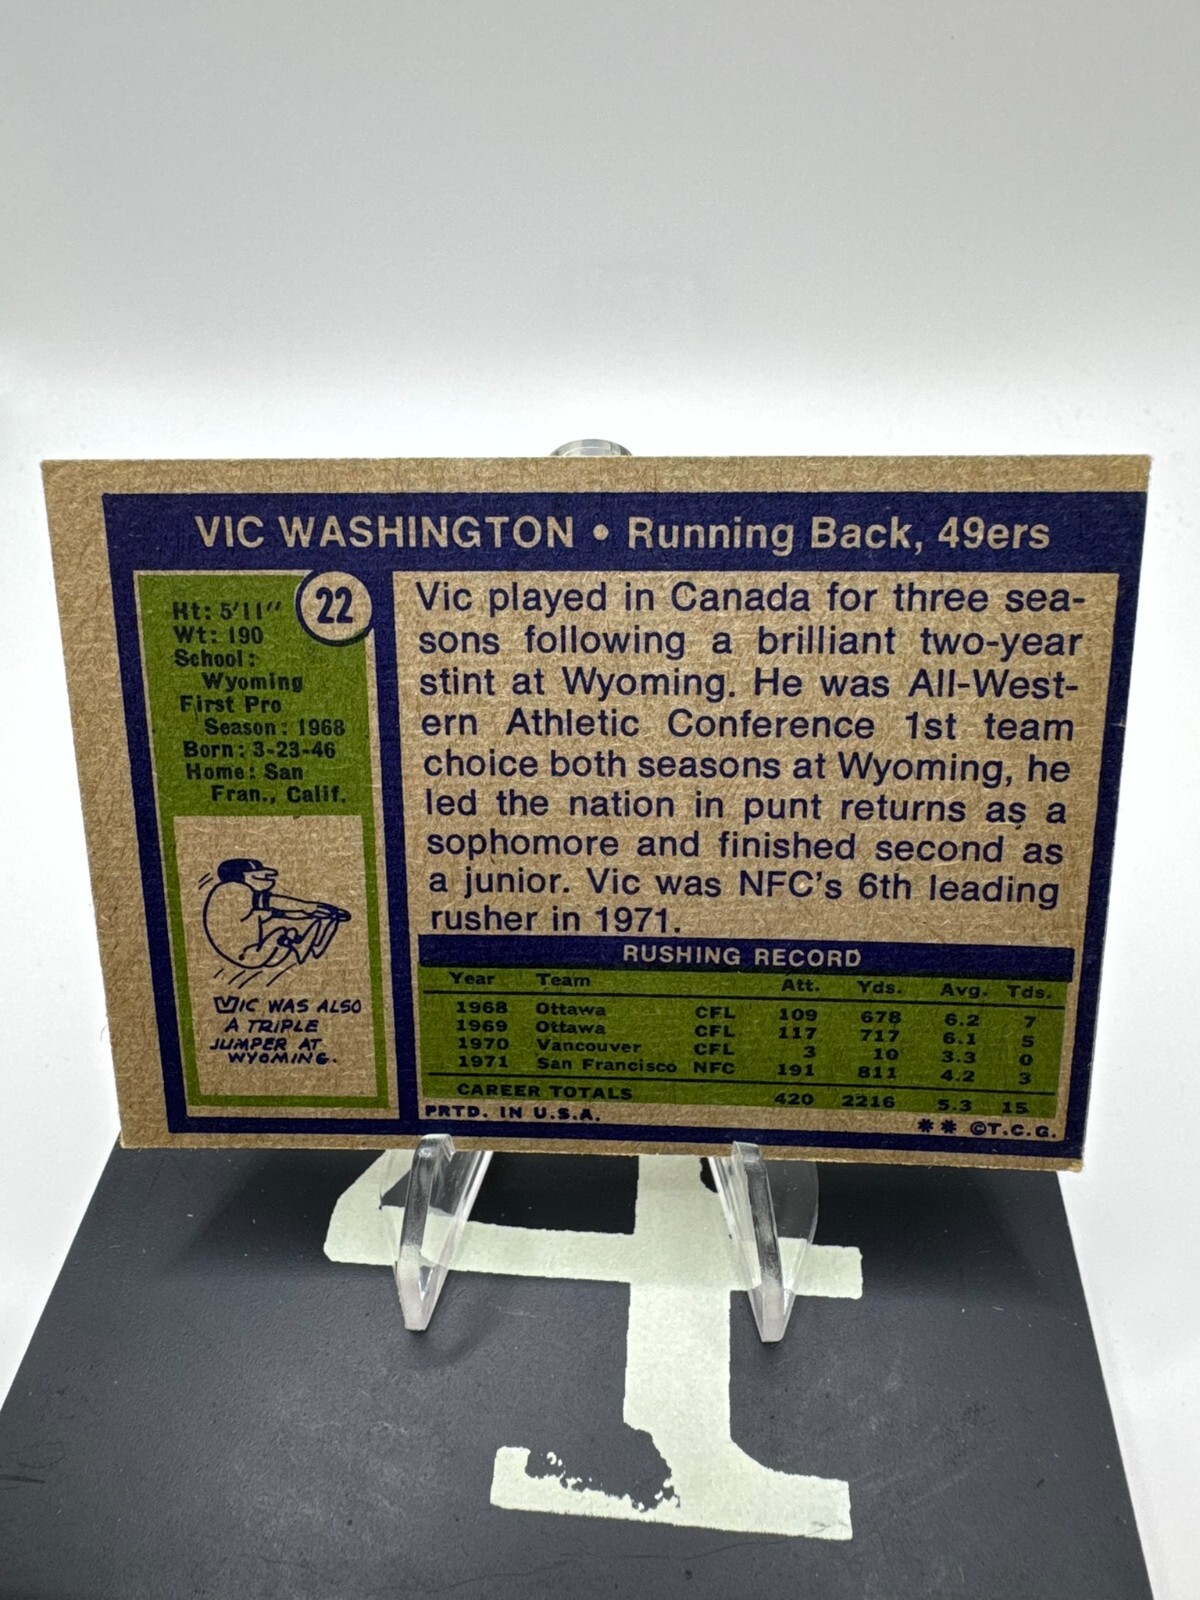 VIC WASHINGTON • Running Back, 49ers
22
Ht: 5'11"
Wt: 190
School:
Wyoming
First Pro
Season: 1968
Born: 3-23-46
Home: San
Fran., Calif.
VIC WAS ALSO
A TRIPLE
JUMPER AT
WYOMING.
Vic played in Canada for three sea-
sons following a brilliant two-year
stint at Wyoming. He was All-West-
ern Athletic Conference 1st team
choice both seasons at Wyoming, he
led the nation in punt returns as a
sophomore and finished second as
a junior. Vic was NFC's 6th leading
rusher in 1971.
RUSHING RECORD
Year Team Att. Yds. Avg. Tds.
1968 Ottawa CFL 109 678 6.2 7
1969 Ottawa CFL 117 717 6.1 5
1970 Vancouver CFL 3 10 3.3 0
1971 San Francisco NFC 191 811 4.2 3
CAREER TOTALS 420 2216 5.3 15
PRTD. IN U.S.A. ** ©T.C.G.
4